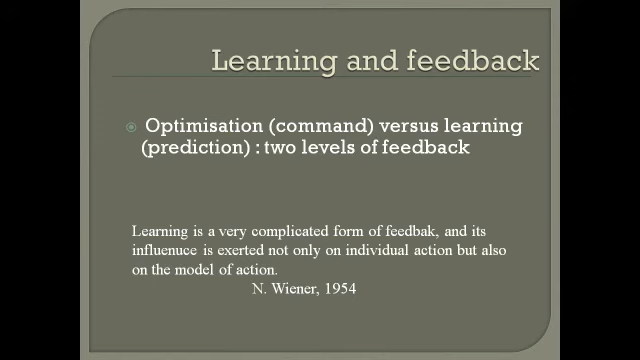 Learning and feedback
Optimisation (command) versus learning
(prediction) : two levels of feedback
Learning is a very complicated form of feedbak, and its
influenuce is exerted not only on individual action but also
on the model of action.
N. Wiener, 1954